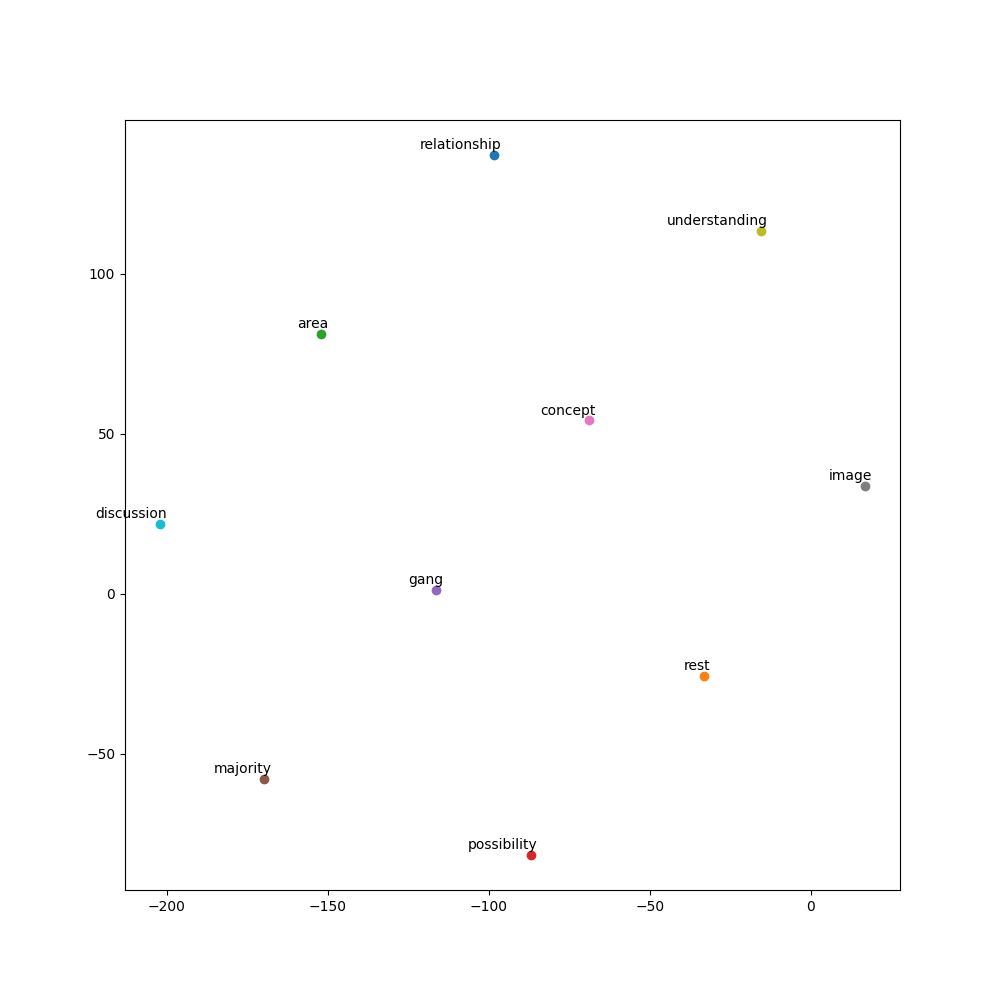 relationship
understanding
area
concept
image
discussion
gang
rest
majority
possibility
100
50
0
−50
−200
−150
−100
−50
0